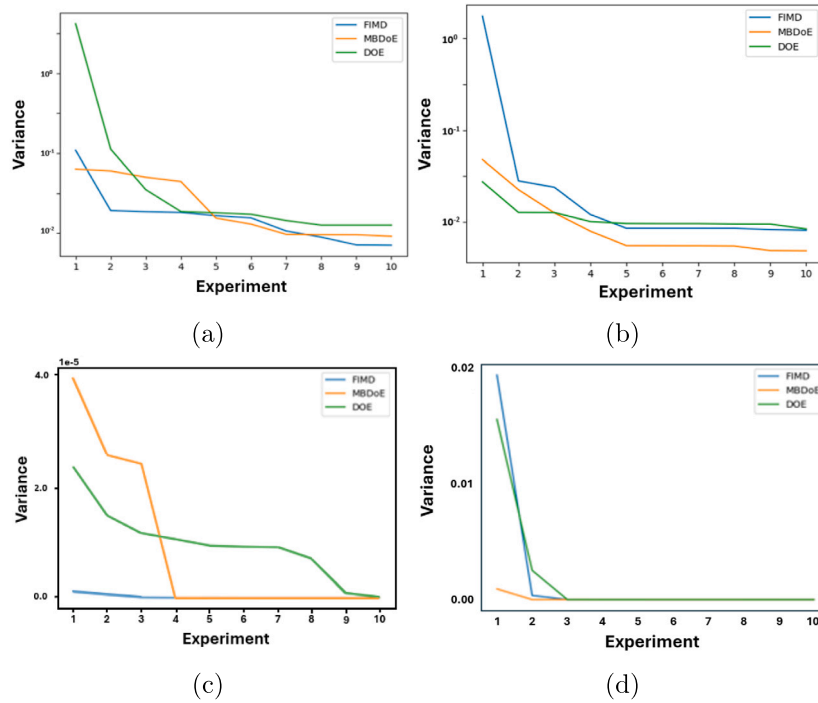 FIMD
MBDoE
DOE
10⁰
10⁻¹
10⁻²
Variance
1 2 3 4 5 6 7 8 9 10
Experiment
(a)
FIMD
MBDoE
DOE
10⁰
10⁻¹
10⁻²
Variance
1 2 3 4 5 6 7 8 9 10
Experiment
(b)
1e-5
4.0
2.0
0.0
FIMD
MBDoE
DOE
Variance
1 2 3 4 5 6 7 8 9 10
Experiment
(c)
0.02
0.01
0.00
FIMD
MBDoE
DOE
Variance
1 2 3 4 5 6 7 8 9 10
Experiment
(d)